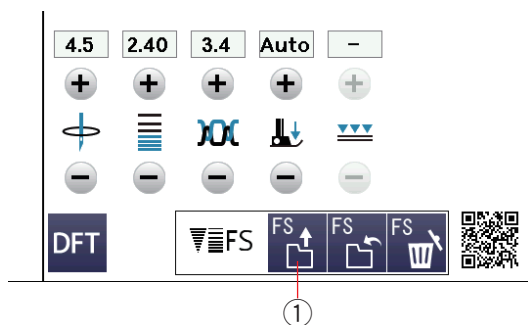 4.5 2.40 3.4 Auto -
+ + + + +
- - - - -
DFT FS FS FS FS
1